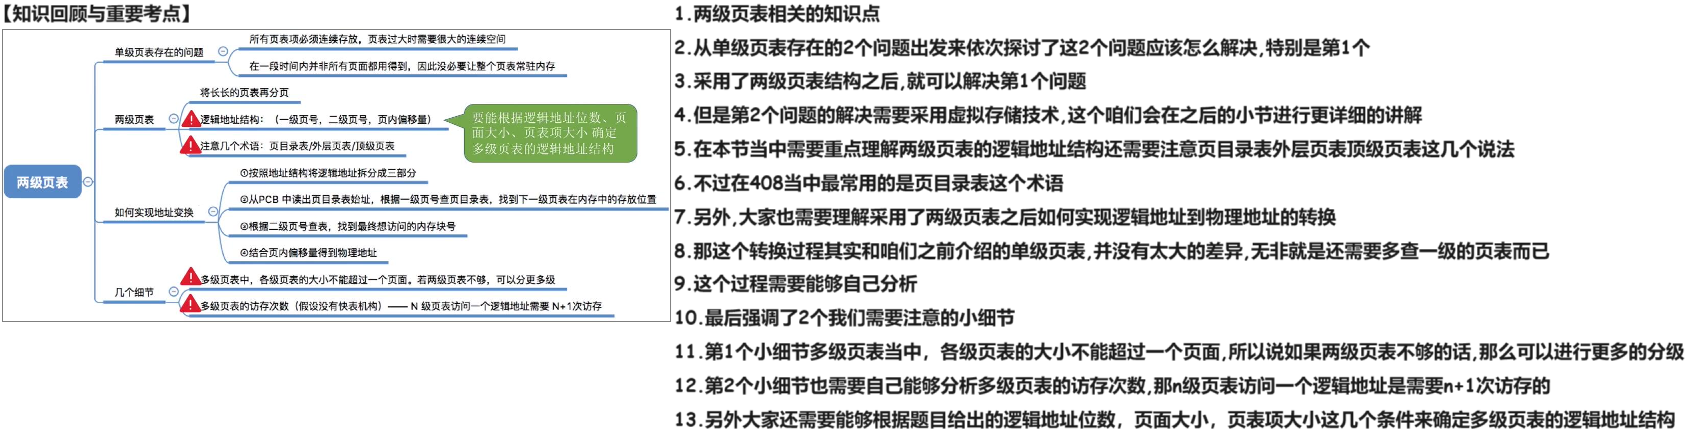 【知识回顾与重要考点】
两级页表
单级页表存在的问题
所有页表项必须连续存放，页表过大时需要很大的连续空间
在一段时间内并非所有页面都用得到，因此没必要让整个页表常驻内存
两级页表
将长长的页表再分页
逻辑地址结构：（一级页号，二级页号，页内偏移量）
要能根据逻辑地址位数、页
面大小、页表项大小 确定
多级页表的逻辑地址结构
注意几个术语：页目录表/外层页表/顶级页表
如何实现地址变换
①按照地址结构将逻辑地址拆分成三部分
②从PCB 中读出页目录表始址，根据一级页号查页目录表，找到下一级页表在内存中的存放位置
③根据二级页号查表，找到最终想访问的内存块号
④结合页内偏移量得到物理地址
几个细节
多级页表中，各级页表的大小不能超过一个页面。若两级页表不够，可以分更多级
多级页表的访存次数（假设没有快表机构）—— N 级页表访问一个逻辑地址需要 N+1次访存
1.两级页表相关的知识点
2.从单级页表存在的2个问题出发来依次探讨了这2个问题应该怎么解决,特别是第1个
3.采用了两级页表结构之后,就可以解决第1个问题
4.但是第2个问题的解决需要采用虚拟存储技术,这个咱们会在之后的小节进行更详细的讲解
5.在本节当中需要重点理解两级页表的逻辑地址结构还需要注意页目录表外层页表顶级页表这几个说法
6.不过在408当中最常用的是页目录表这个术语
7.另外,大家也需要理解采用了两级页表之后如何实现逻辑地址到物理地址的转换
8.那这个转换过程其实和咱们之前介绍的单级页表,并没有太大的差异,无非就是还需要多查一级的页表而已
9.这个过程需要能够自己分析
10.最后强调了2个我们需要注意的小细节
11.第1个小细节多级页表当中，各级页表的大小不能超过一个页面,所以说如果两级页表不够的话,那么可以进行更多的分级
12.第2个小细节也需要自己能够分析多级页表的访存次数,那n级页表访问一个逻辑地址是需要n+1次访存的
13.另外大家还需要能够根据题目给出的逻辑地址位数，页面大小，页表项大小这几个条件来确定多级页表的逻辑地址结构